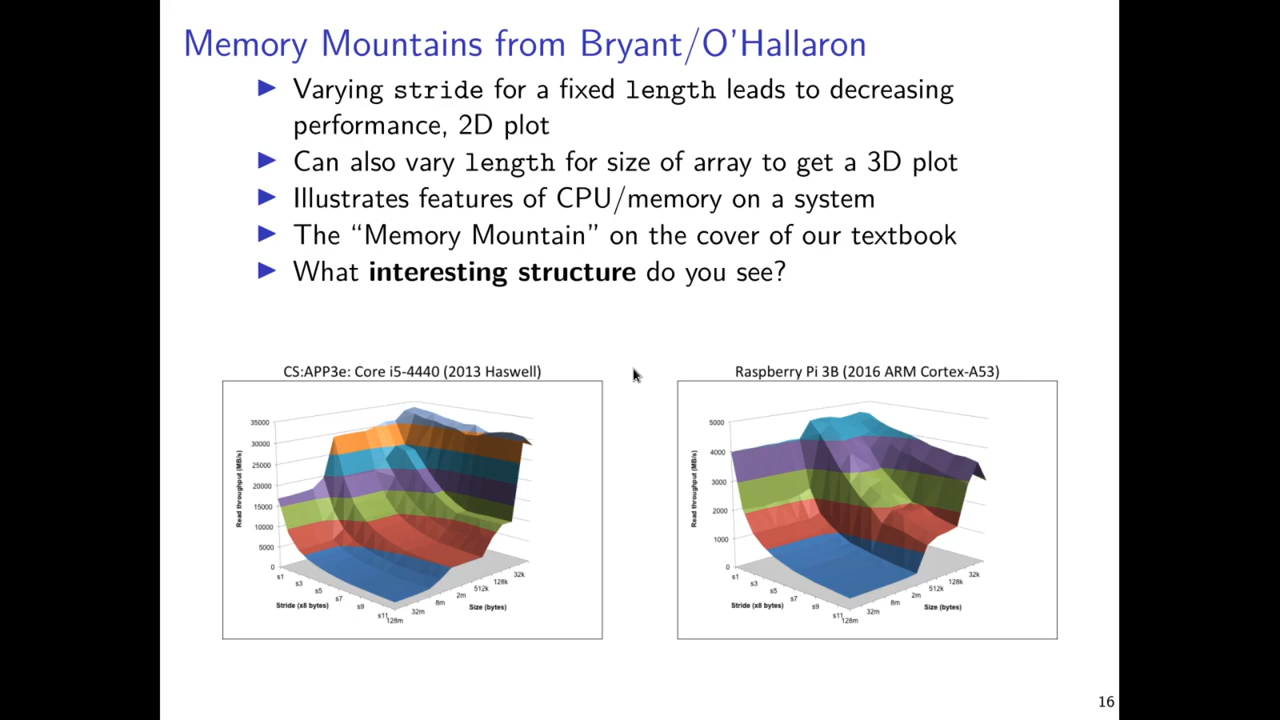 Memory Mountains from Bryant/O'Hallaron
▶ Varying stride for a fixed length leads to decreasing
performance, 2D plot
▶ Can also vary length for size of array to get a 3D plot
▶ Illustrates features of CPU/memory on a system
▶ The “Memory Mountain” on the cover of our textbook
▶ What interesting structure do you see?
CS:APP3e: Core i5-4440 (2013 Haswell)
35000
30000
25000
20000
15000
10000
5000
0
Read throughput (MB/s)
s1
s3
s5
s7
s9
s11
Stride (x8 bytes)
128m
32m
8m
2m
512k
128k
32k
Size (bytes)
Raspberry Pi 3B (2016 ARM Cortex-A53)
5000
4000
3000
2000
1000
0
Read throughput (MB/s)
s1
s3
s5
s7
s9
s11
Stride (x8 bytes)
128m
32m
8m
2m
512k
128k
32k
Size (bytes)
16